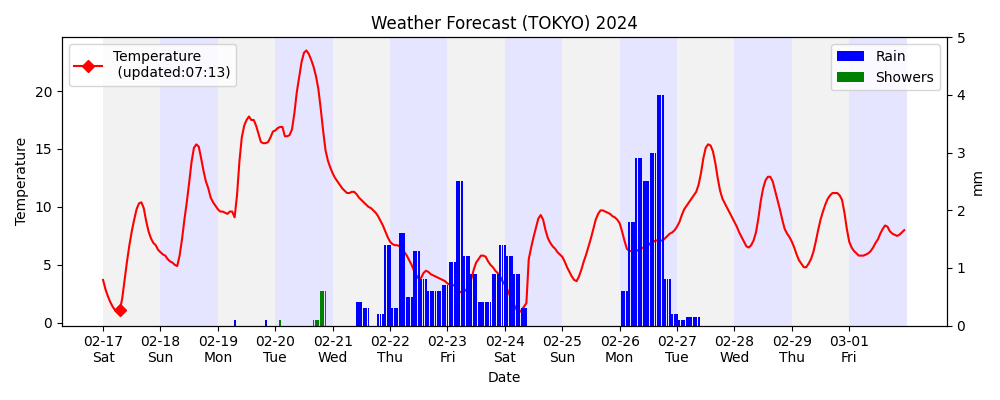 Weather Forecast (TOKYO) 2024
Temperature
(updated:07:13)
Rain
Showers
Temperature
20
15
10
5
0
5
4
3
2
1
0
mm
02-17 02-18 02-19 02-20 02-21 02-22 02-23 02-24 02-25 02-26 02-27 02-28 02-29 03-01
Sat Sun Mon Tue Wed Thu Fri Sat Sun Mon Tue Wed Thu Fri
Date